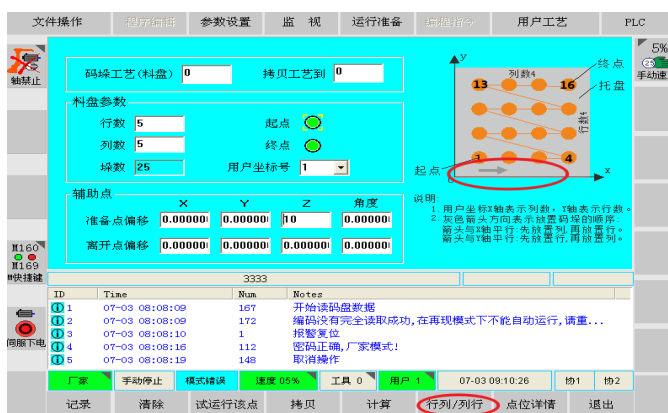 文件操作 程序编辑 参数设置 监 视 运行准备 编程指令 用户工艺 PLC
轴禁止
5%
手动速
码垛工艺(料盘) 0 拷贝工艺到 0
料盘参数
行数 5 起点
列数 5 终点
垛数 25 用户坐标号 1
辅助点
X Y Z 角度
准备点偏移 0.00000 0.00000 10 0.00000
离开点偏移 0.00000 0.00000 0.00000 0.00000
y
列数4
终点
13 16
托盘
行数4
1 4
起点
x
说明:
1.用户坐标X轴表示列数,Y轴表示行数。
2.灰色箭头方向表示放置码垛的顺序:
箭头与X轴平行:先放置列,再放置行。
箭头与Y轴平行:先放置行,再放置列。
M160
M169
M快捷键
伺服下电
3333
ID Time Num Notes
1 07-03 08:08:09 167 开始读码盘数据
2 07-03 08:08:09 172 编码没有完全读取成功,在再现模式下不能自动运行,请重...
3 07-03 08:08:10 1 报警复位
4 07-03 08:08:16 112 密码正确,厂家模式!
5 07-03 08:08:19 148 取消操作
厂家 手动停止 模式错误 速度 05% 工具 0 用户 1 07-03 09:10:26 协1 协2
记录 清除 试运行该点 拷贝 计算 行列/列行 点位详情 退出